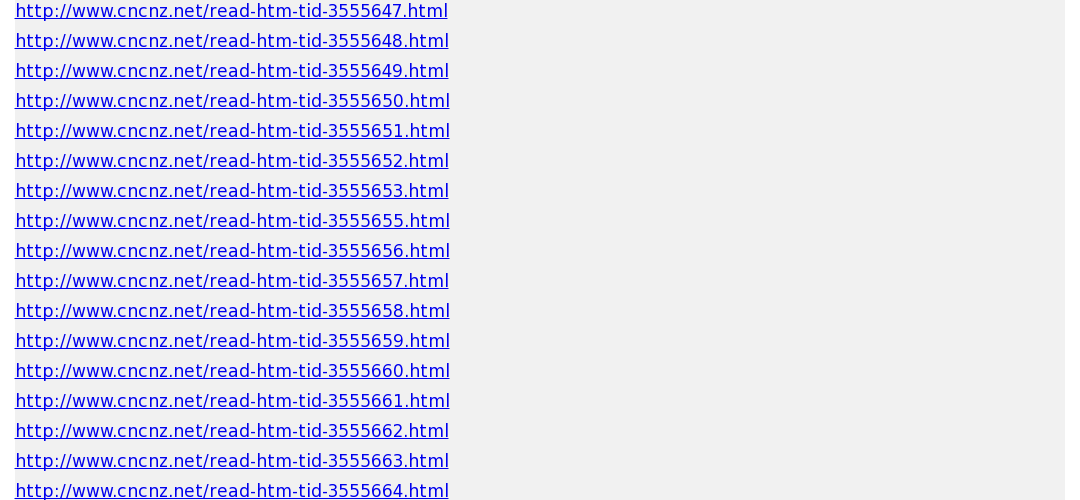 http://www.cncnz.net/read-htm-tid-3555647.html
http://www.cncnz.net/read-htm-tid-3555648.html
http://www.cncnz.net/read-htm-tid-3555649.html
http://www.cncnz.net/read-htm-tid-3555650.html
http://www.cncnz.net/read-htm-tid-3555651.html
http://www.cncnz.net/read-htm-tid-3555652.html
http://www.cncnz.net/read-htm-tid-3555653.html
http://www.cncnz.net/read-htm-tid-3555655.html
http://www.cncnz.net/read-htm-tid-3555656.html
http://www.cncnz.net/read-htm-tid-3555657.html
http://www.cncnz.net/read-htm-tid-3555658.html
http://www.cncnz.net/read-htm-tid-3555659.html
http://www.cncnz.net/read-htm-tid-3555660.html
http://www.cncnz.net/read-htm-tid-3555661.html
http://www.cncnz.net/read-htm-tid-3555662.html
http://www.cncnz.net/read-htm-tid-3555663.html
http://www.cncnz.net/read-htm-tid-3555664.html